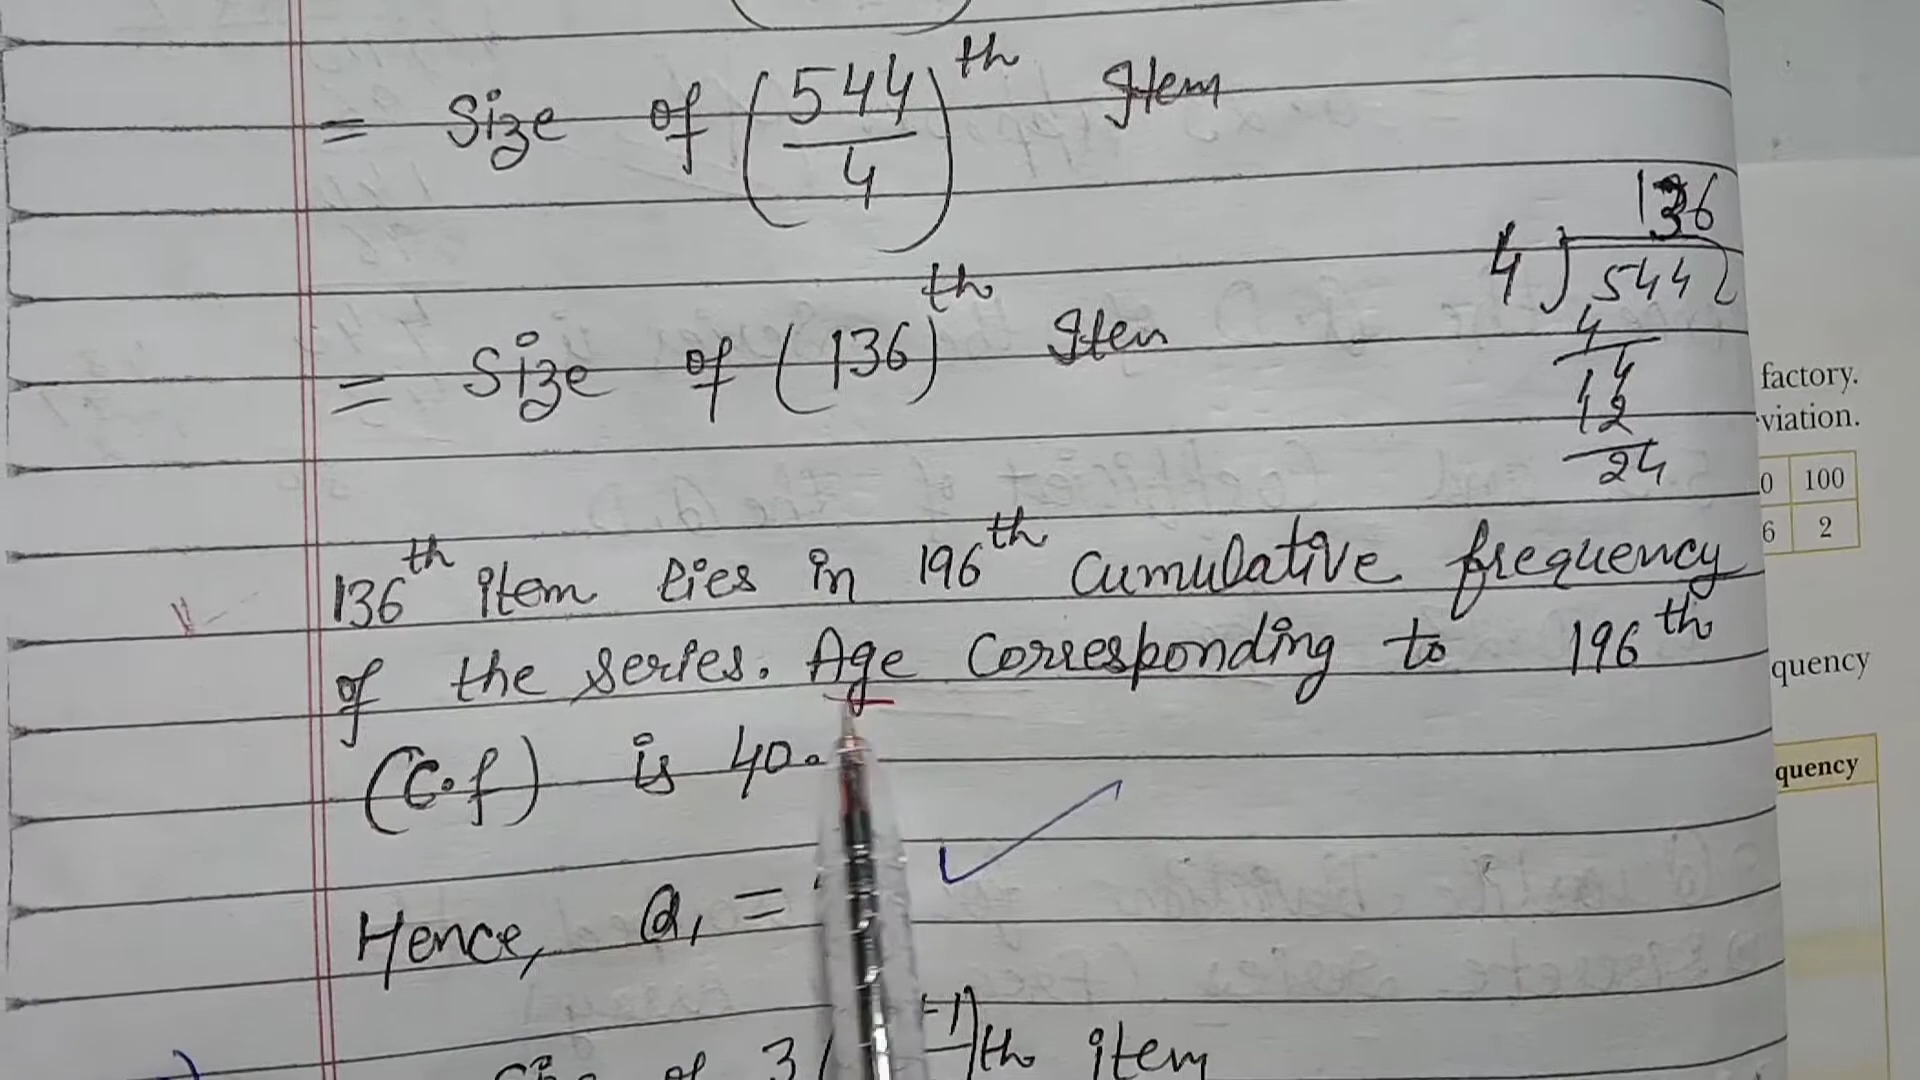 = Size of (544/4)th Item
136
4 ) 544 (
4
14
12
24
= Size of (136)th Item
136th item lies in 196th cumulative frequency
of the series. Age corresponding to 196th
(C.f) is 40.
Hence, Q1 =
of 3( th item
factory.
viation.
0 100
6 2
quency
quency